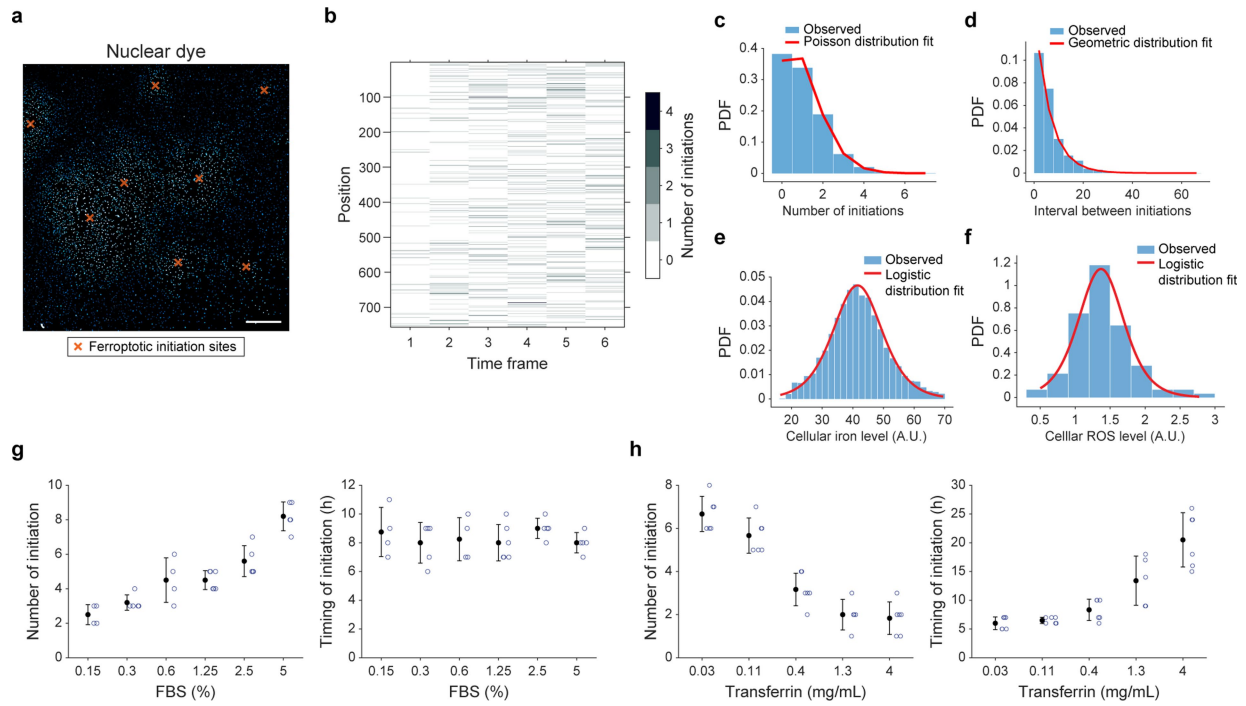 a
Nuclear dye
Ferroptotic initiation sites
b
Position
100
200
300
400
500
600
700
1 2 3 4 5 6
Time frame
4
3
2
1
0
Number of initiations
c
Observed
Poisson distribution fit
PDF
0.4
0.3
0.2
0.1
0
0 2 4 6
Number of initiations
d
Observed
Geometric distribution fit
PDF
0.1
0.08
0.06
0.04
0.02
0
0 20 40 60
Interval between initiations
e
Observed
Logistic
distribution fit
PDF
0.05
0.04
0.03
0.02
0.01
0
20 30 40 50 60 70
Cellular iron level (A.U.)
f
Observed
Logistic
distribution fit
PDF
1.2
1
0.8
0.6
0.4
0.2
0
0.5 1 1.5 2 2.5 3
Celllar ROS level (A.U.)
g
Number of initiation
10
8
6
4
2
0
0.15 0.3 0.6 1.25 2.5 5
FBS (%)
Timing of initiation (h)
12
10
8
6
4
2
0
0.15 0.3 0.6 1.25 2.5 5
FBS (%)
h
Number of initiation
8
6
4
2
0
0.03 0.11 0.4 1.3 4
Transferrin (mg/mL)
Timing of initiation (h)
30
25
20
15
10
5
0
0.03 0.11 0.4 1.3 4
Transferrin (mg/mL)